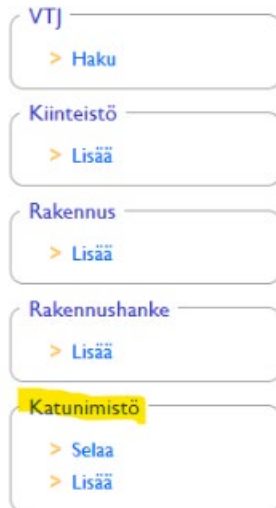 VTJ
> Haku
Kiinteistö
> Lisää
Rakennus
> Lisää
Rakennushanke
> Lisää
Katunimistö
> Selaa
> Lisää